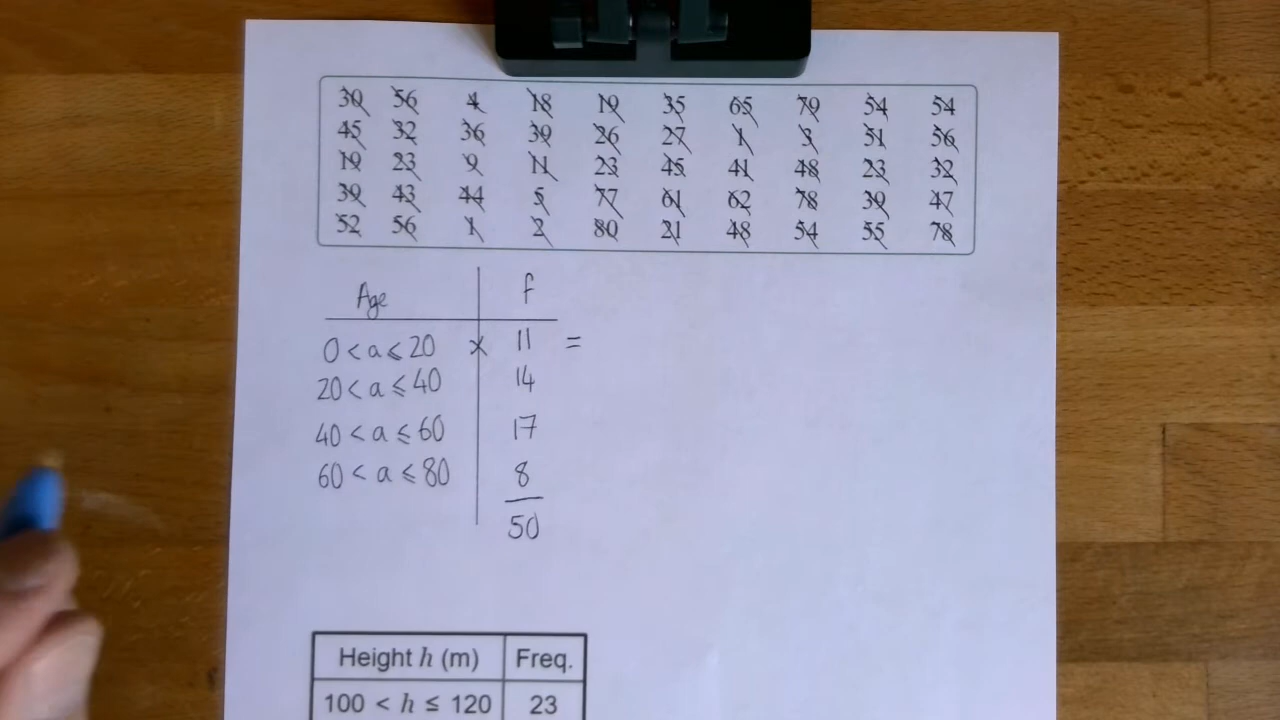 30 56 4 18 19 35 65 79 54 54
45 32 36 39 26 27 1 3 31 56
19 23 9 11 23 45 41 48 23 32
39 43 44 5 77 61 62 78 39 47
52 56 1 2 80 21 48 54 55 78
Age f
0 < a ≤ 20 × 11 =
20 < a ≤ 40 14
40 < a ≤ 60 17
60 < a ≤ 80 8
50
Height h (m) Freq.
100 < h ≤ 120 23